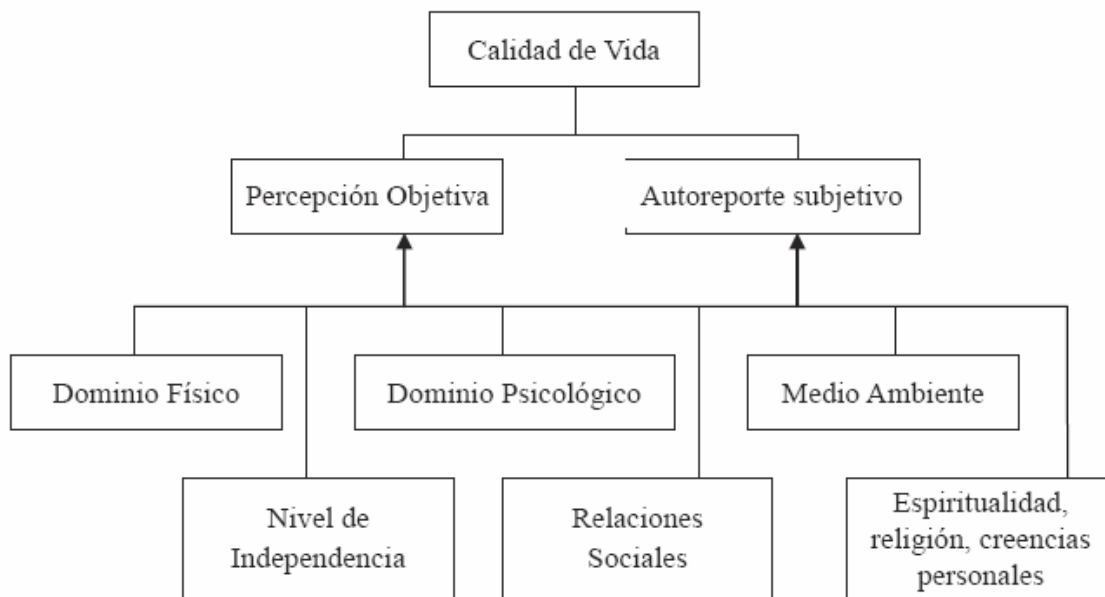 Calidad de Vida
Percepción Objetiva
Autoreporte subjetivo
Dominio Físico
Dominio Psicológico
Medio Ambiente
Nivel de
Independencia
Relaciones
Sociales
Espiritualidad,
religión, creencias
personales